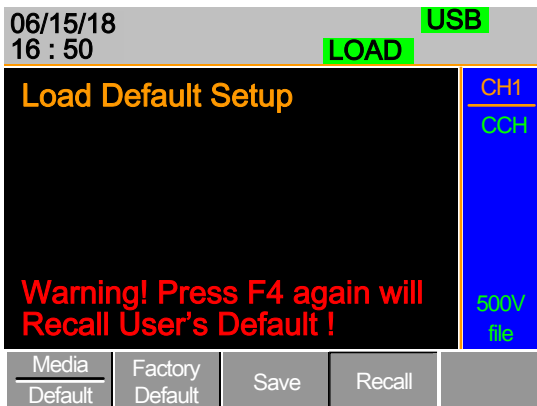 06/15/18
USB
16 : 50
LOAD
Load Default Setup
CH1
CCH
Warning! Press F4 again will
Recall User's Default !
500V
file
Media
Default
Factory
Default
Save
Recall